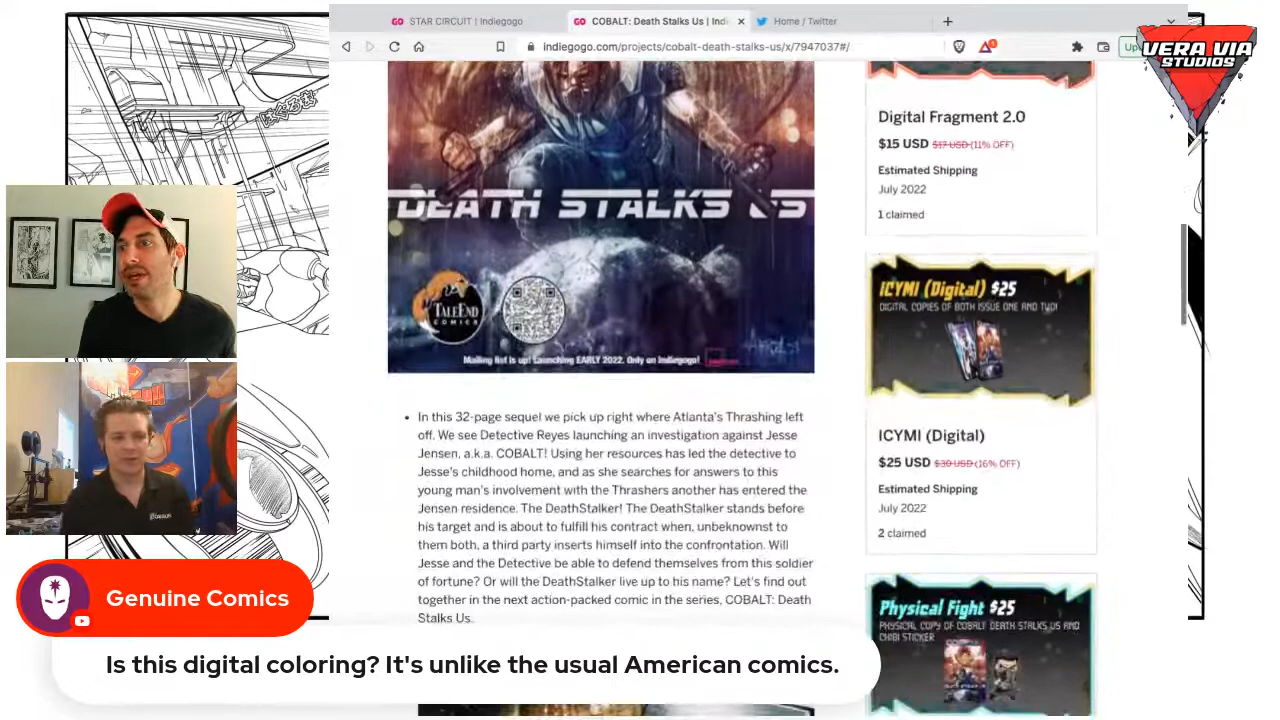 STAR CIRCUIT | Indiegogo
COBALT: Death Stalks Us | Indi
Home / Twitter
indiegogo.com/projects/cobalt-death-stalks-us/x/7947037#/
VERA VIA
STUDIOS
DEATH STALKS US
TALEEND
COMICS
Mailing list is up! Launching EARLY 2022. Only on Indiegogo!
In this 32-page sequel we pick up right where Atlanta's Thrashing left
off. We see Detective Reyes launching an investigation against Jesse
Jensen, a.k.a. COBALT! Using her resources has led the detective to
Jesse's childhood home, and as she searches for answers to this
young man's involvement with the Thrashers another has entered the
Jensen residence. The DeathStalker! The DeathStalker stands before
his target and is about to fulfill his contract when, unbeknownst to
them both, a third party inserts himself into the confrontation. Will
Jesse and the Detective be able to defend themselves from this soldier
of fortune? Or will the DeathStalker live up to his name? Let's find out
together in the next action-packed comic in the series, COBALT: Death
Stalks Us.
Digital Fragment 2.0
$15 USD $17 USD (11% OFF)
Estimated Shipping
July 2022
1 claimed
ICYMI (Digital) $25
DIGITAL COPIES OF BOTH ISSUE ONE AND TWO!
ICYMI (Digital)
$25 USD $30 USD (16% OFF)
Estimated Shipping
July 2022
2 claimed
Physical Fight $25
PHYSICAL COPY OF COBALT DEATH STALKS US AND
CHIBI STICKER
Genuine Comics
Is this digital coloring? It's unlike the usual American comics.